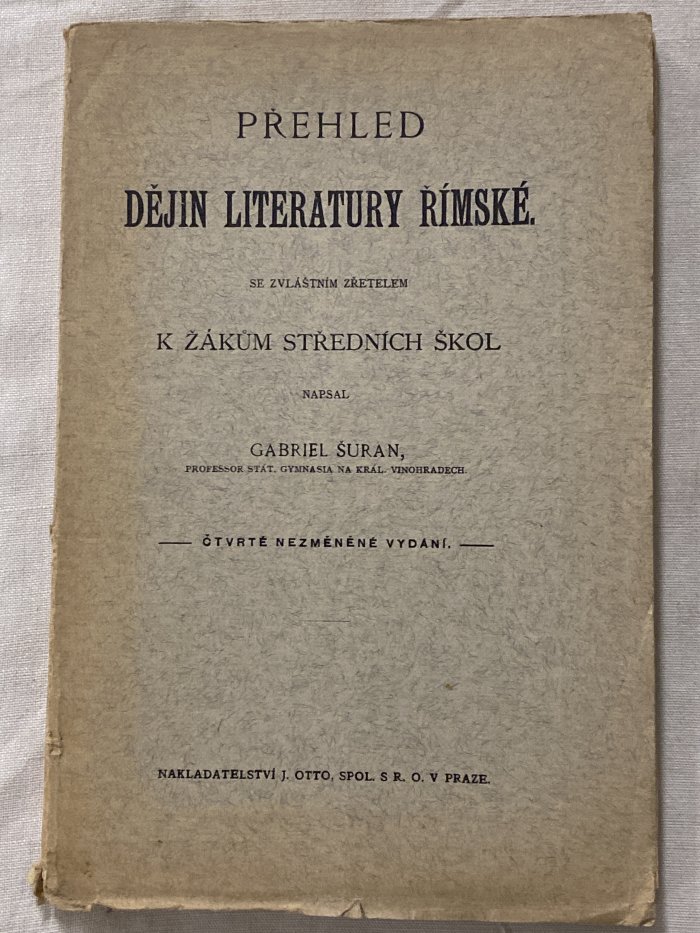 PŘEHLED
DĚJIN LITERATURY ŘÍMSKÉ.
SE ZVLÁŠTNÍM ZŘETELEM
K ŽÁKŮM STŘEDNÍCH ŠKOL
NAPSAL
GABRIEL ŠURAN,
PROFESSOR STÁT. GYMNASIA NA KRÁL. VINOHRADECH.
ČTVRTÉ NEZMĚNĚNÉ VYDÁNÍ.
NAKLADATELSTVÍ J. OTTO, SPOL. S R. O. V PRAZE.